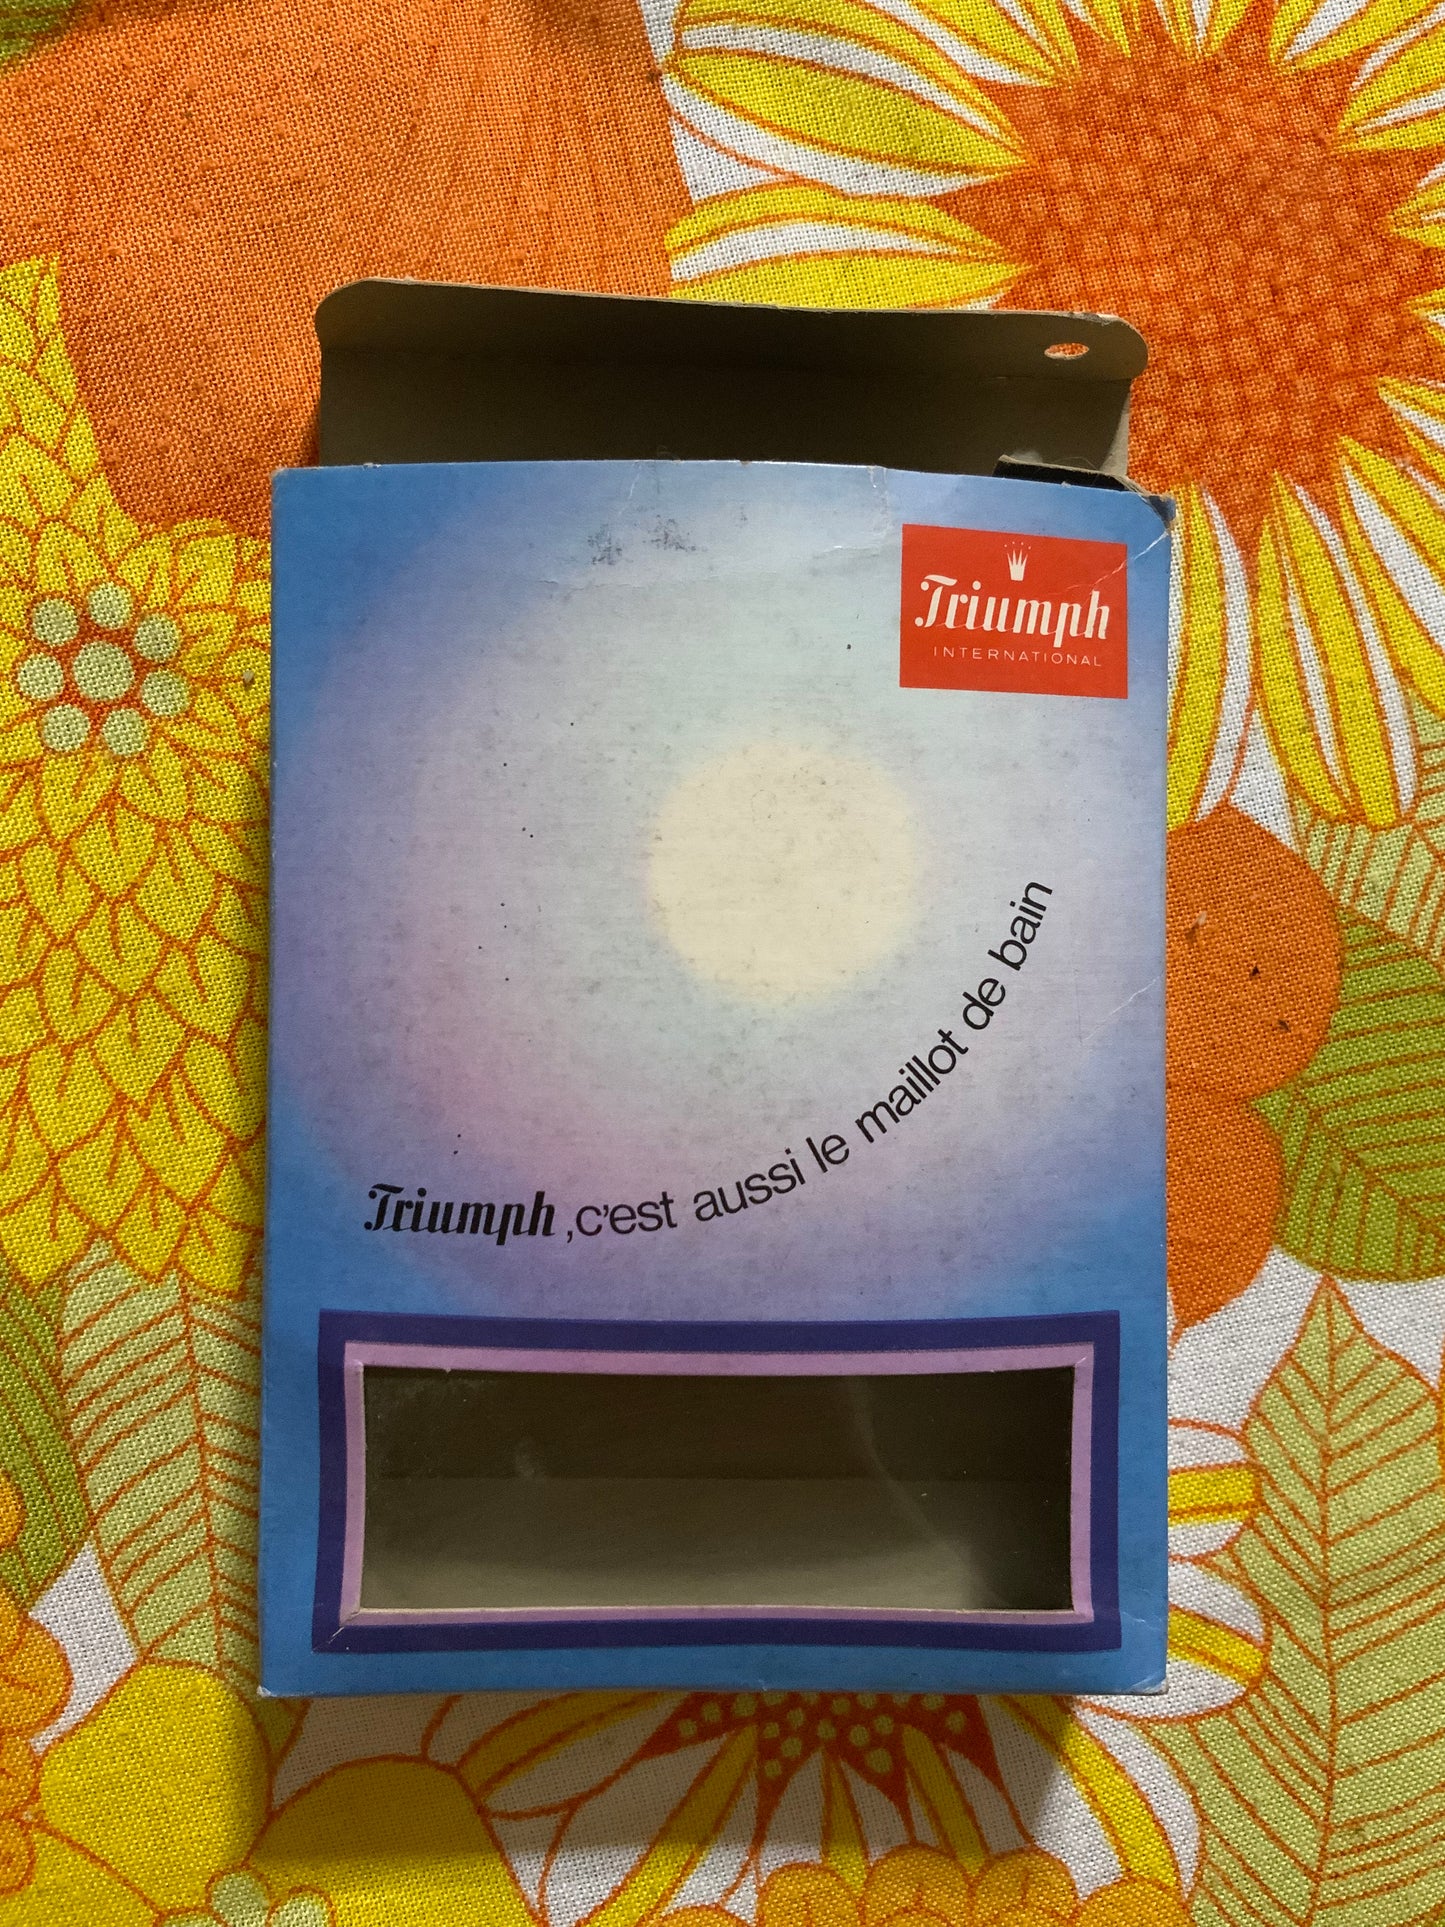 Triumph
INTERNATIONAL
Triumph, c'est aussi le maillot de bain